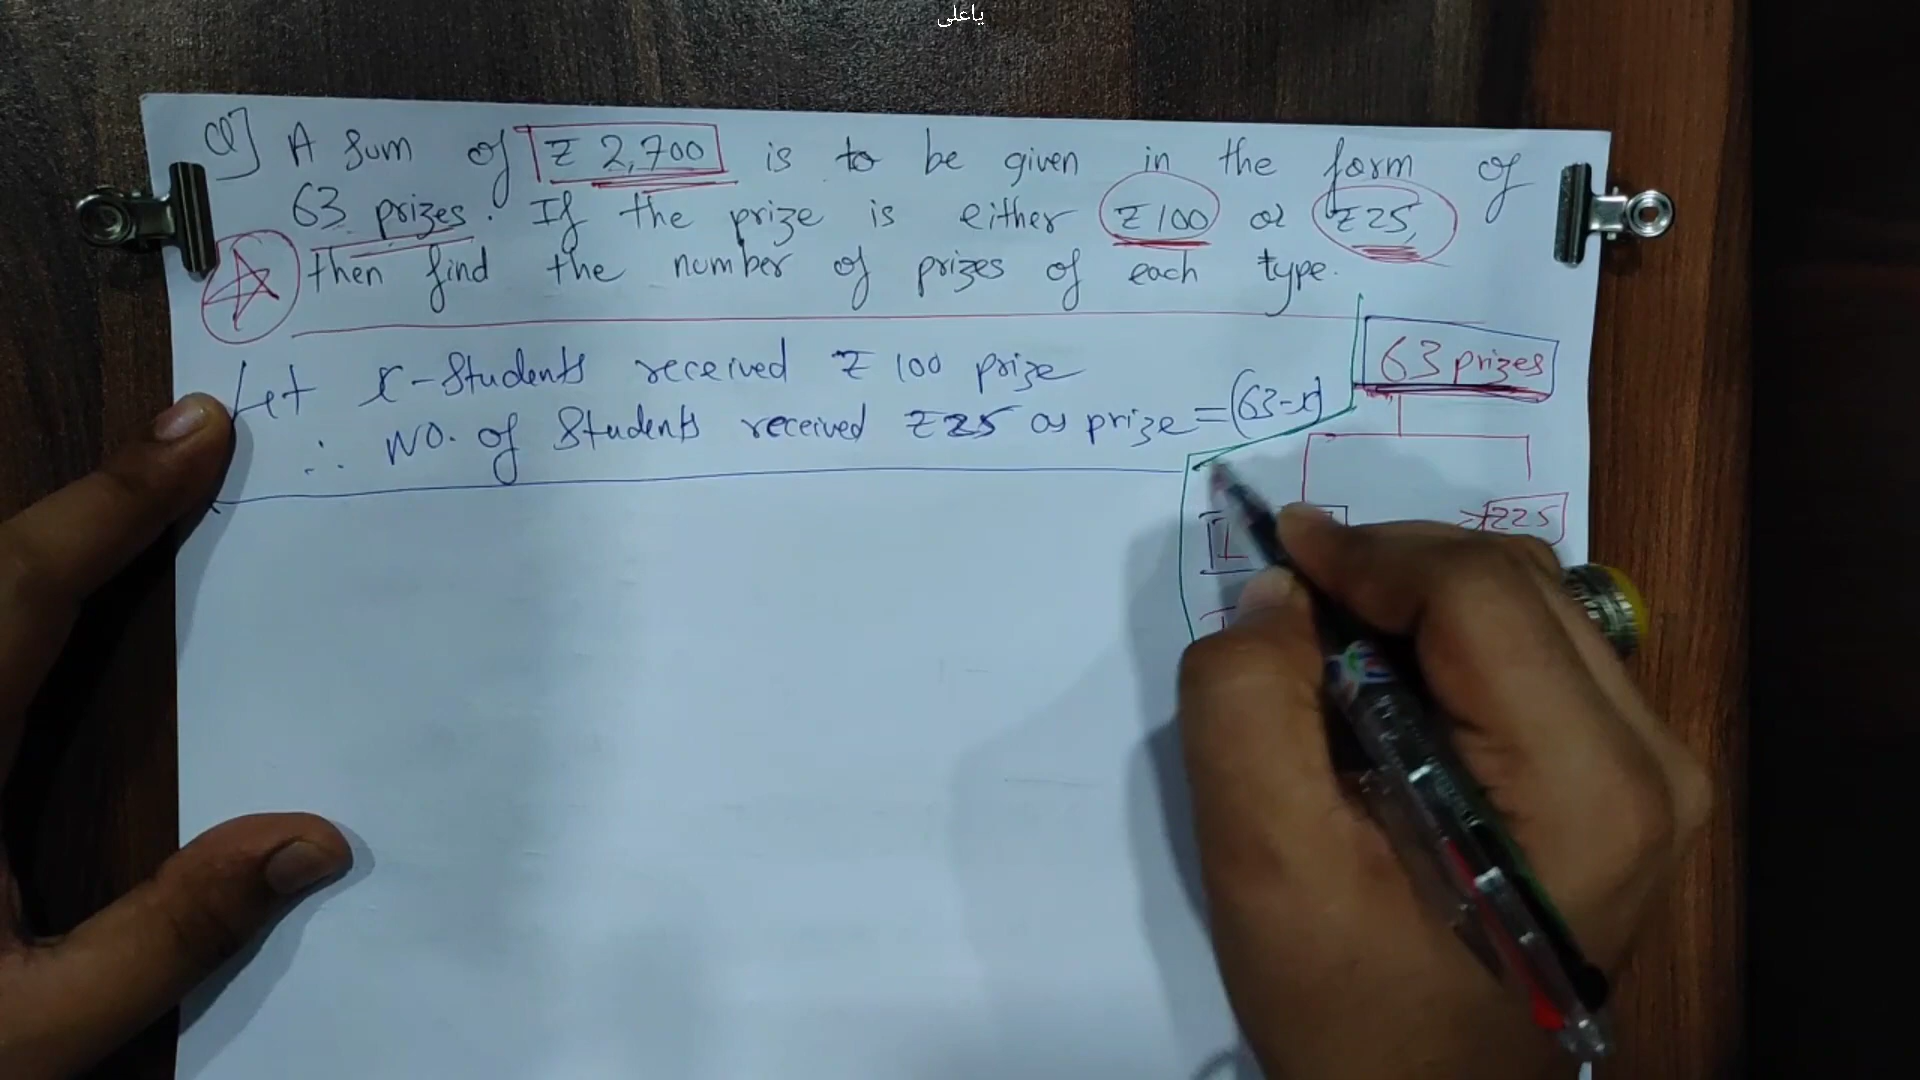 یاعلی
Q] A sum of ₹ 2,700 is to be given in the form of
63 prizes. If the prize is either ₹100 or ₹25,
then find the number of prizes of each type.
63 prizes
Let x-students received ₹ 100 prize
∴ No. of Students received ₹25 as prize = (63-x)
₹25